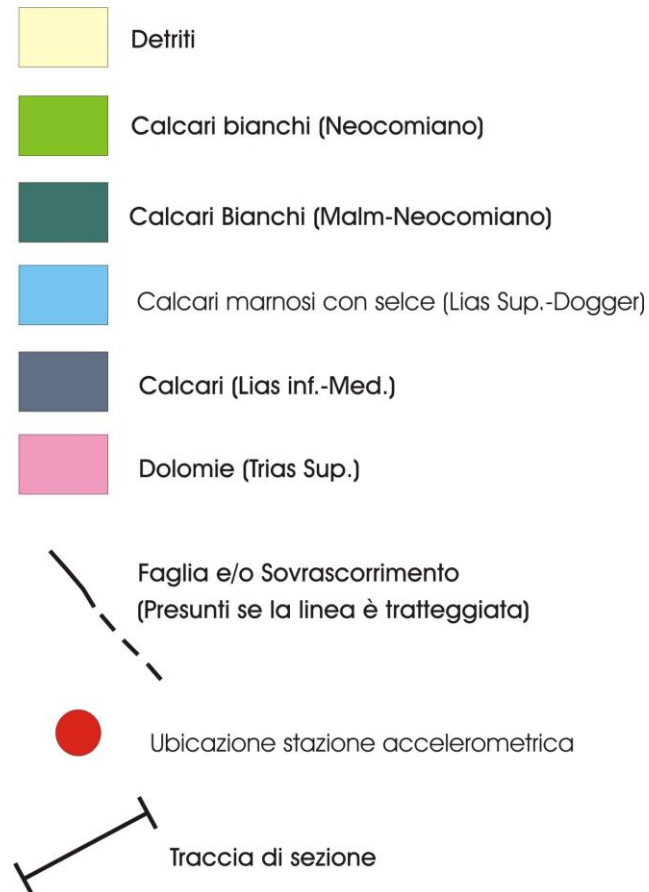 Detriti
Calcari bianchi (Neocomiano)
Calcari Bianchi (Malm-Neocomiano)
Calcari marnosi con selce (Lias Sup.-Dogger)
Calcari (Lias inf.-Med.)
Dolomie (Trias Sup.)
Faglia e/o Sovrascorrimento
(Presunti se la linea è tratteggiata)
Ubicazione stazione accelerometrica
Traccia di sezione